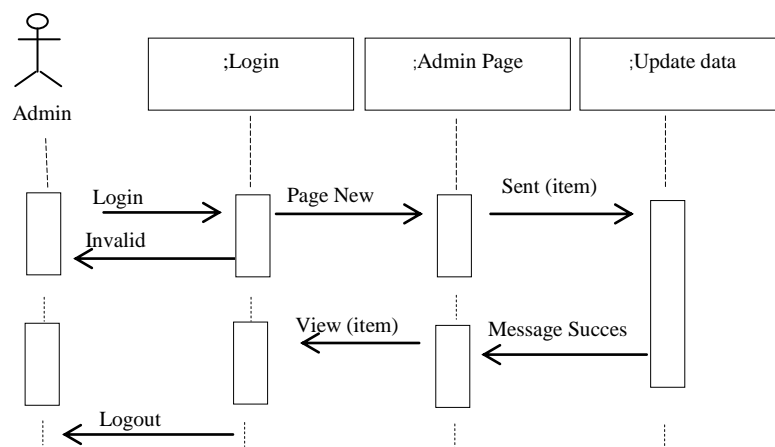 ;Login
;Admin Page
;Update data
Admin
Login
Page New
Sent (item)
Invalid
View (item)
Message Succes
Logout